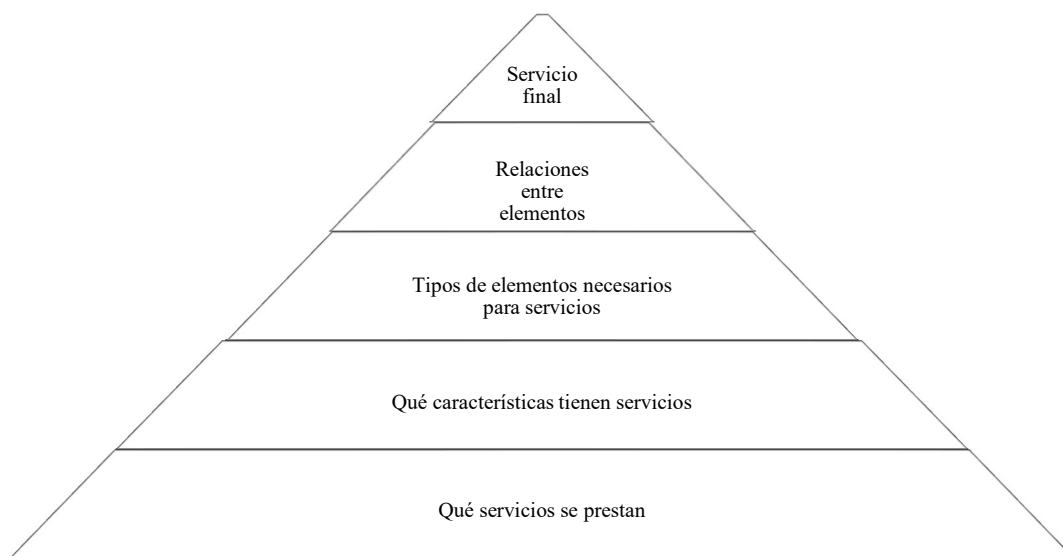 Servicio
final
Relaciones
entre
elementos
Tipos de elementos necesarios
para servicios
Qué características tienen servicios
Qué servicios se prestan